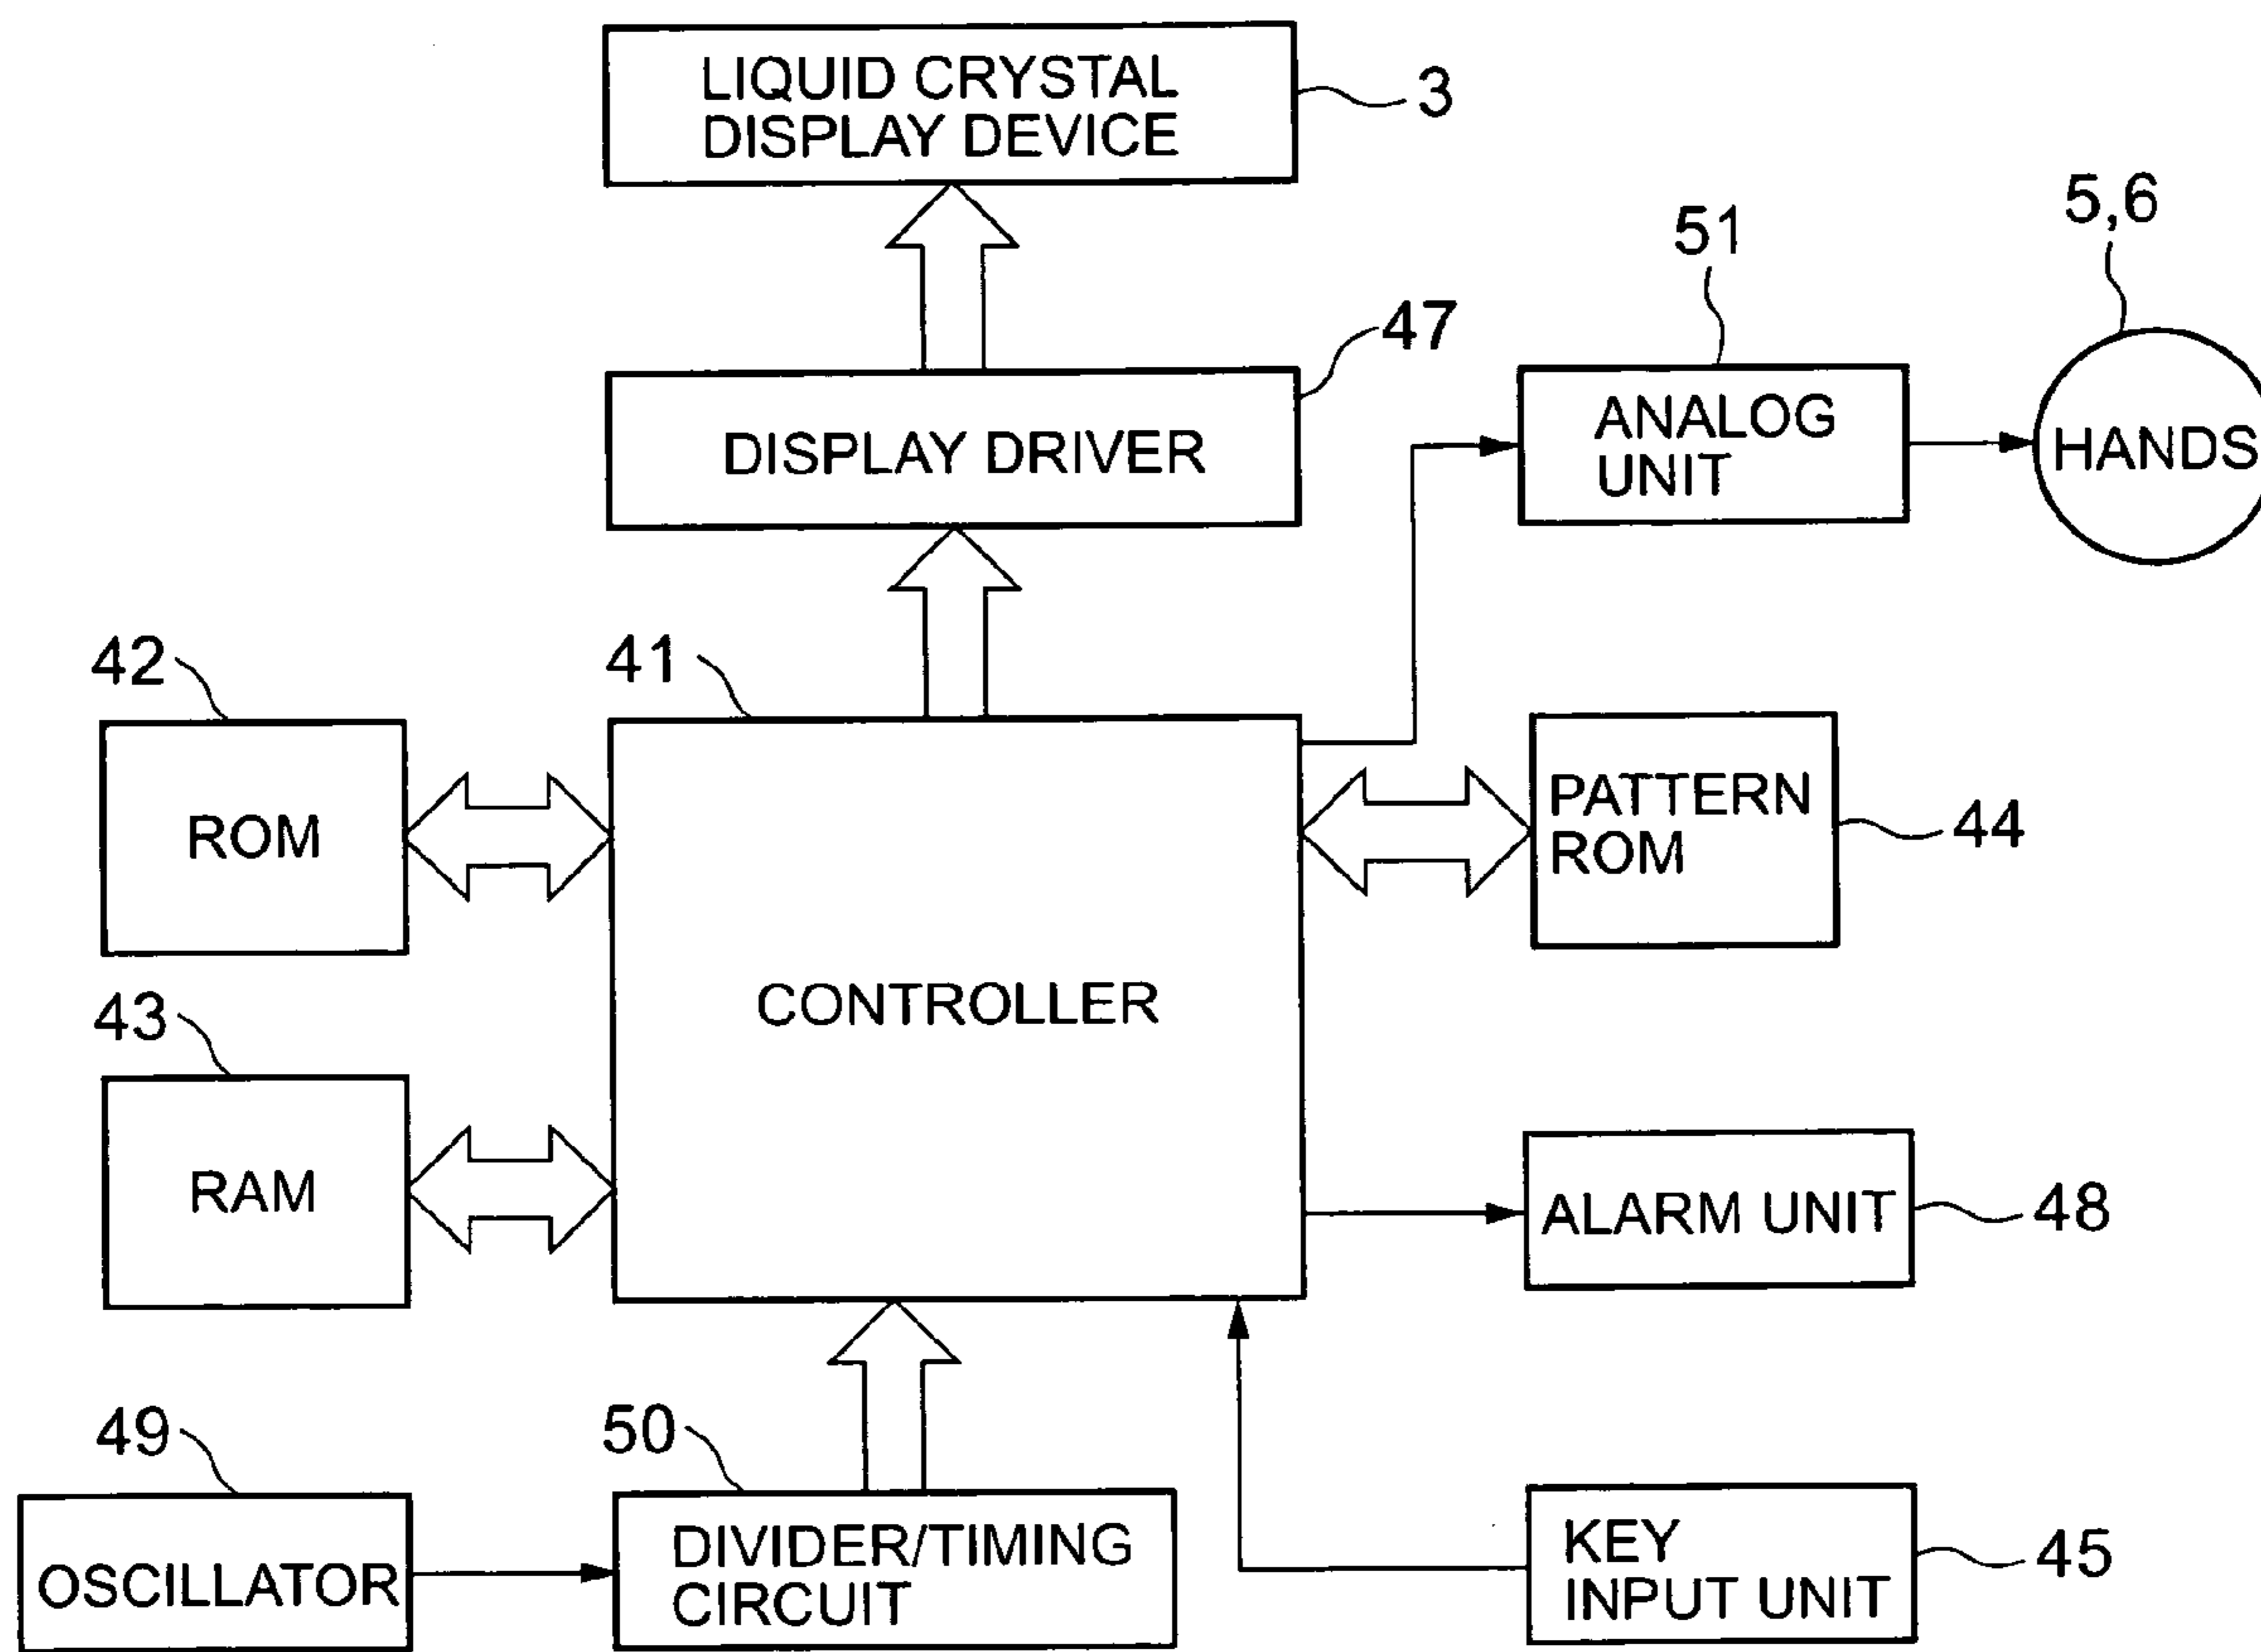 LIQUID CRYSTAL
DISPLAY DEVICE
3
5,6
51
47
DISPLAY DRIVER
ANALOG
UNIT
HANDS
42
41
ROM
PATTERN
ROM
44
CONTROLLER
43
RAM
ALARM UNIT
48
49
50
OSCILLATOR
DIVIDER/TIMING
CIRCUIT
KEY
INPUT UNIT
45